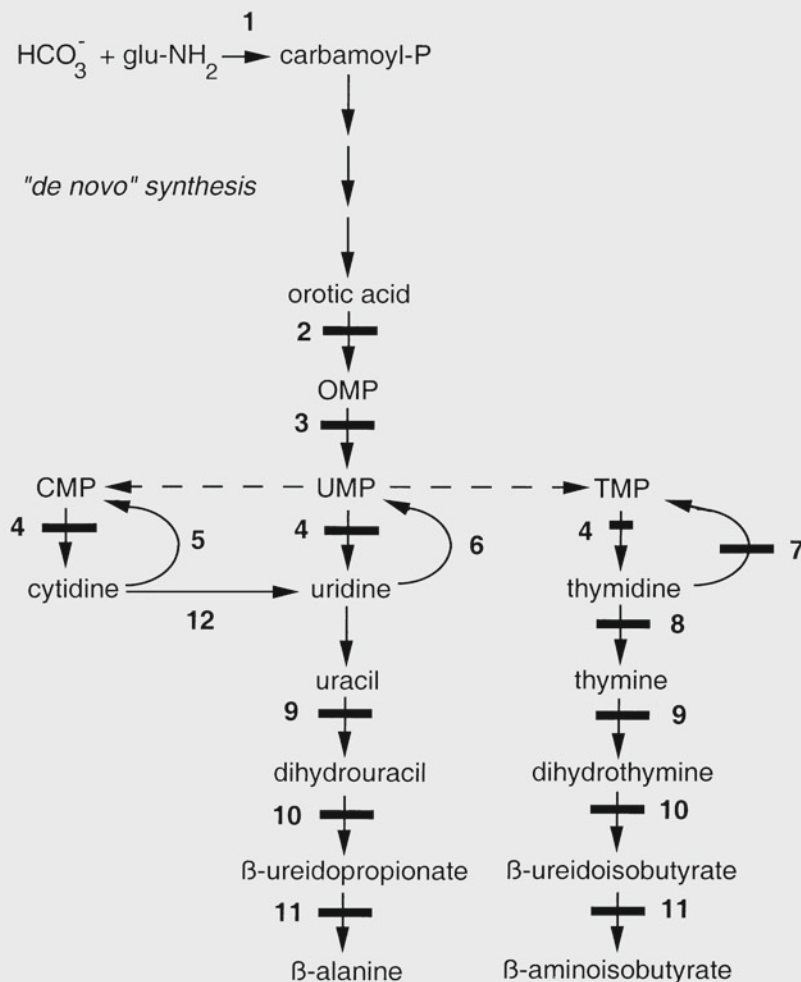 1
HCO3- + glu-NH2 carbamoyl-P
"de novo" synthesis
orotic acid
2
OMP
3
CMP UMP TMP
4 5 4 6 4 7
cytidine uridine thymidine
12 8
uracil thymine
9 9
dihydrouracil dihydrothymine
10 10
ß-ureidopropionate ß-ureidoisobutyrate
11 11
ß-alanine ß-aminoisobutyrate